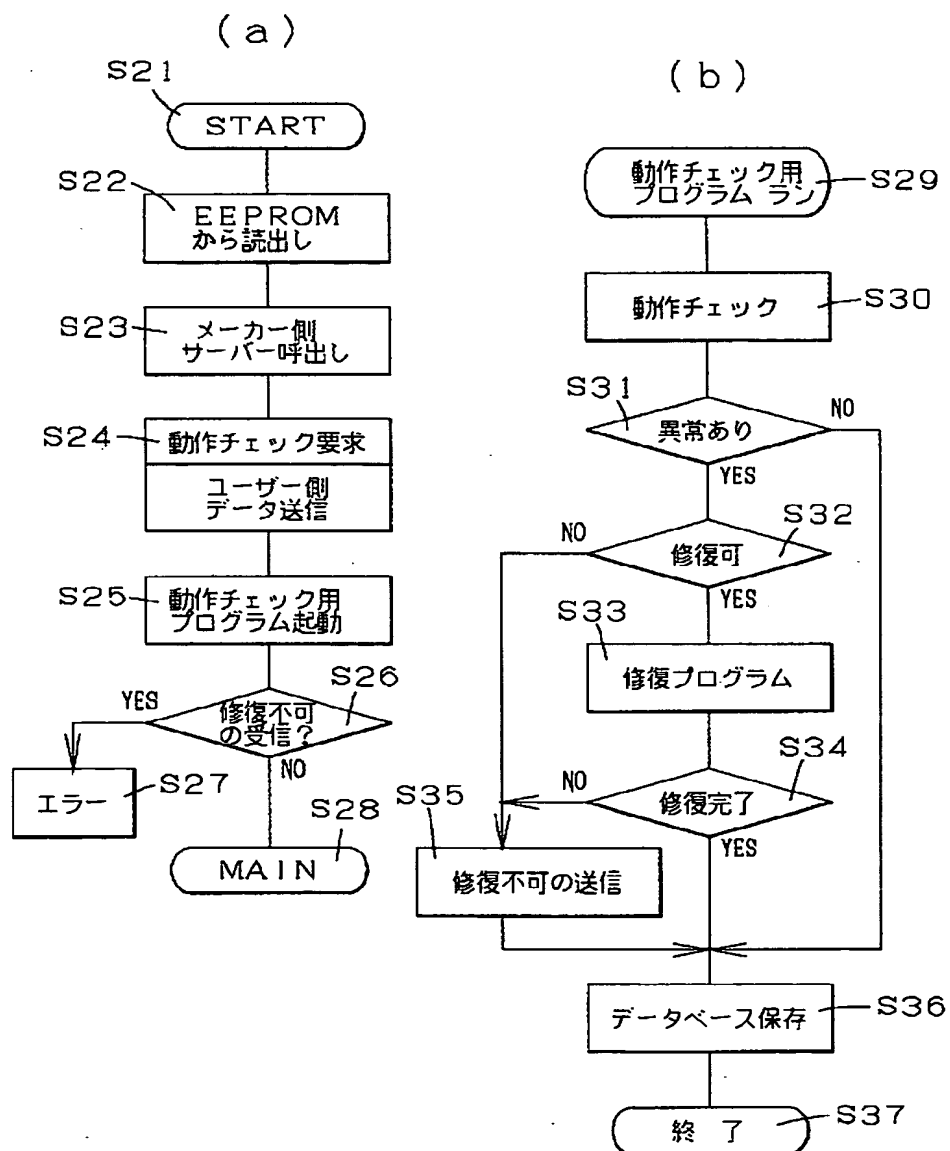 (a)
S21
START
S22
EEPROM
から読出し
S23
メーカー側
サーバー呼出し
S24
動作チェック要求
ユーザー側
データ送信
S25
動作チェック用
プログラム起動
S26
YES
修復不可
の受信?
NO
S27
エラー
S28
MAIN
(b)
動作チェック用
プログラム ラン
S29
動作チェック
S30
S31
異常あり
NO
YES
S32
NO
修復可
YES
S33
修復プログラム
S34
NO
修復完了
YES
S35
修復不可の送信
データベース保存
S36
終 了
S37